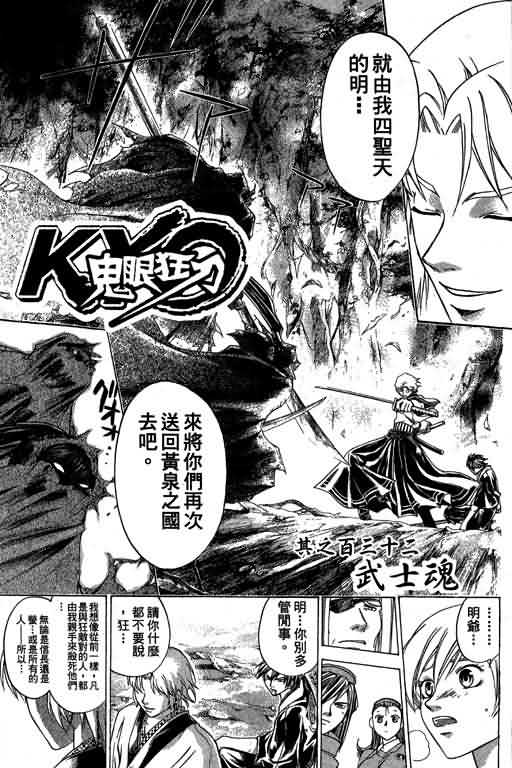 就由我四聖天
的明…
KYO
鬼眼狂刀
來將你們再次
送回黃泉之國
去吧。
其之百三十二
武士魂
………
明爺…
明…你別多
管閒事。
請你什麼
都不要說
，狂…
我想像從前一樣，凡
是與狂敵對的人，都
由我親手來殺死他們
……
無論是信長還是
螢…或是所有的
人…所以…